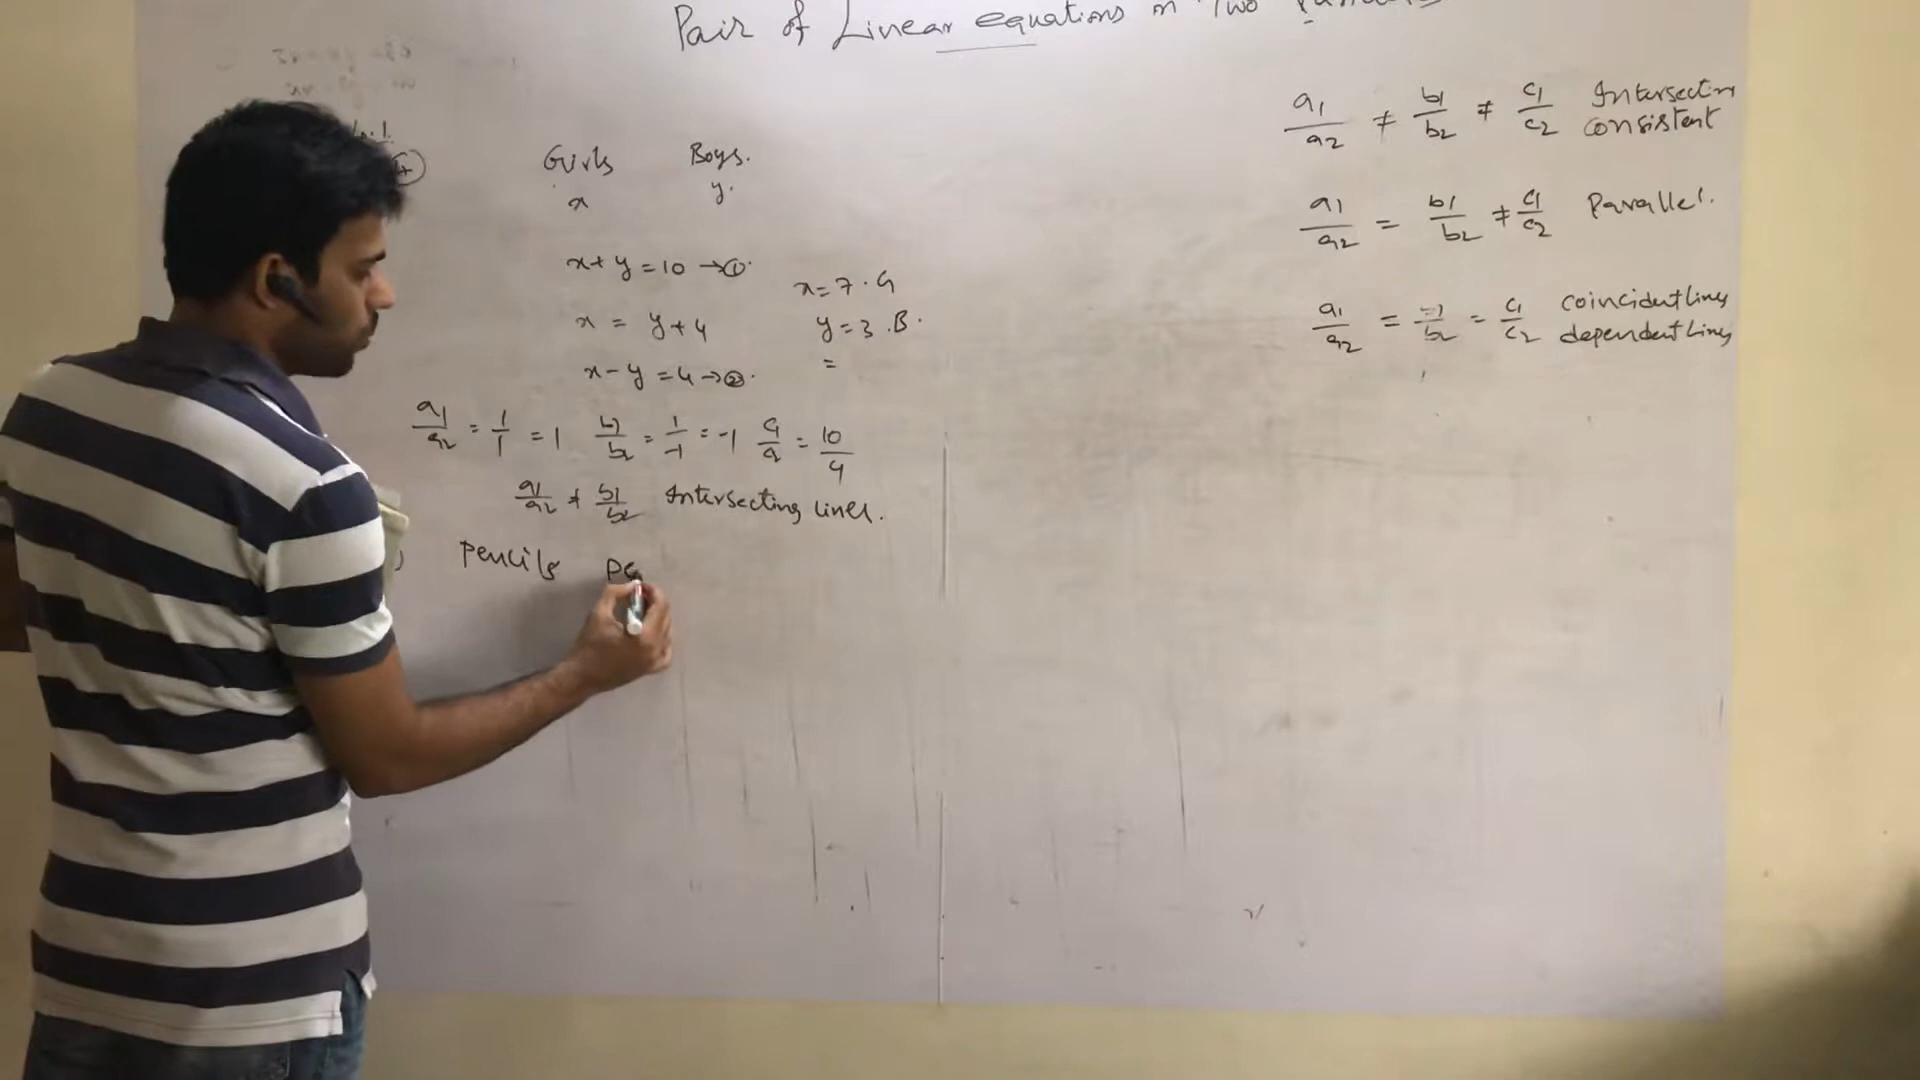 Pair of Linear equations in Two
Girls Boys.
x y.
x + y = 10 → ①.
x = y + 4
x - y = 4 → ②.
x = 7 . G
y = 3 . B .
=
a1/a2 = 1/1 = 1 b1/b2 = 1/-1 = -1 c1/c2 = 10/4
a1/a2 ≠ b1/b2 Intersecting Lines.
Pencils Pe
a1/a2 ≠ b1/b2 ≠ c1/c2 Intersectin
consistent
a1/a2 = b1/b2 ≠ c1/c2 Parallel.
a1/a2 = b1/b2 = c1/c2 coincident Lines
dependent Lines